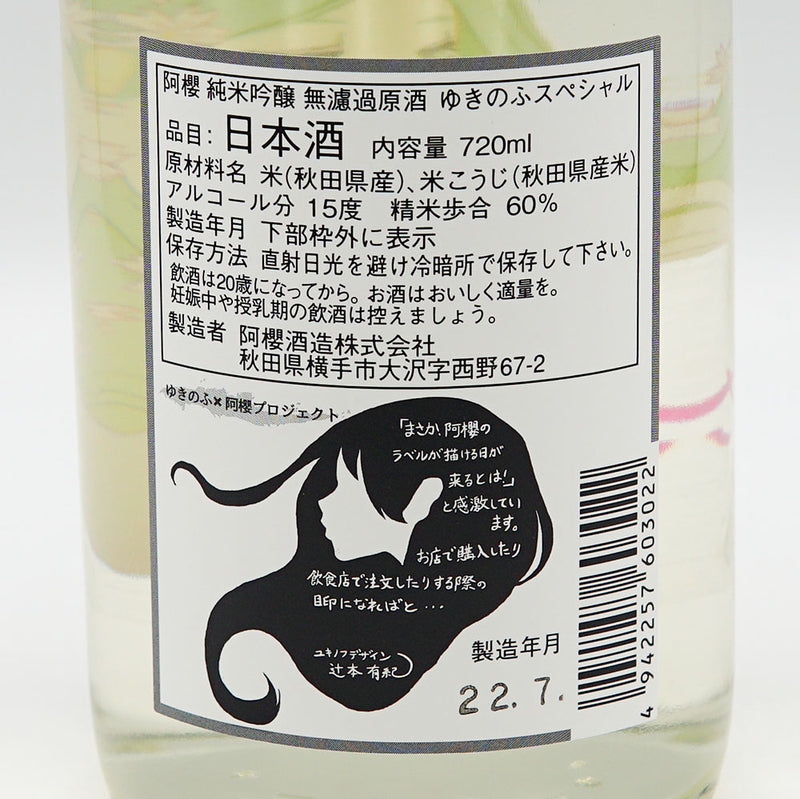 阿櫻 純米吟醸 無濾過原酒 ゆきのふスペシャル
品目：日本酒 内容量 720ml
原材料名 米(秋田県産)、米こうじ(秋田県産米)
アルコール分 15度 精米歩合 60%
製造年月 下部枠外に表示
保存方法 直射日光を避け冷暗所で保存して下さい。
飲酒は20歳になってから。お酒はおいしく適量を。
妊娠中や授乳期の飲酒は控えましょう。
製造者 阿櫻酒造株式会社
秋田県横手市大沢字西野67-2
ゆきのふ×阿櫻プロジェクト
「まさか、阿櫻の
ラベルが描ける日が
来るとは!」
と感激してい
ます。
お店で購入したり
飲食店で注文したりする際の
目印になればと・・・
ユキノフデザイン
辻本有紀
製造年月
22.7.
4 942257 603022